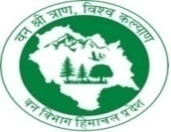 वन श्री त्राण, विश्व कल्याण
वन विभाग हिमाचल प्रदेश